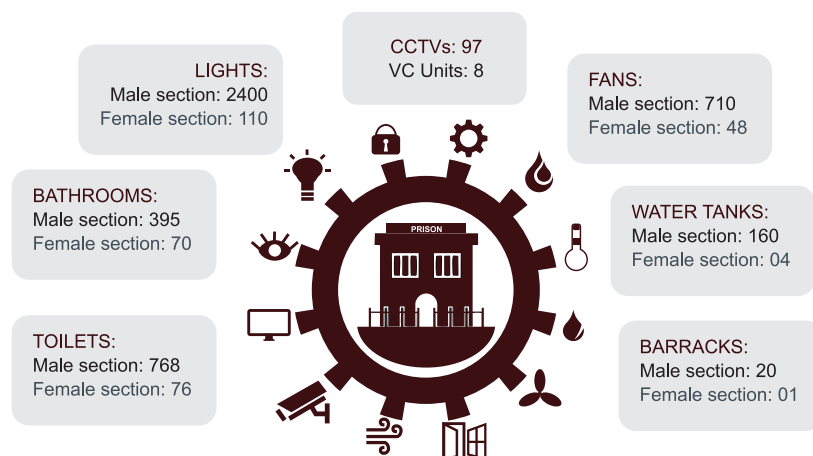 CCTVs: 97
VC Units: 8
LIGHTS:
Male section: 2400
Female section: 110
FANS:
Male section: 710
Female section: 48
BATHROOMS:
Male section: 395
Female section: 70
WATER TANKS:
Male section: 160
Female section: 04
PRISON
TOILETS:
Male section: 768
Female section: 76
BARRACKS:
Male section: 20
Female section: 01